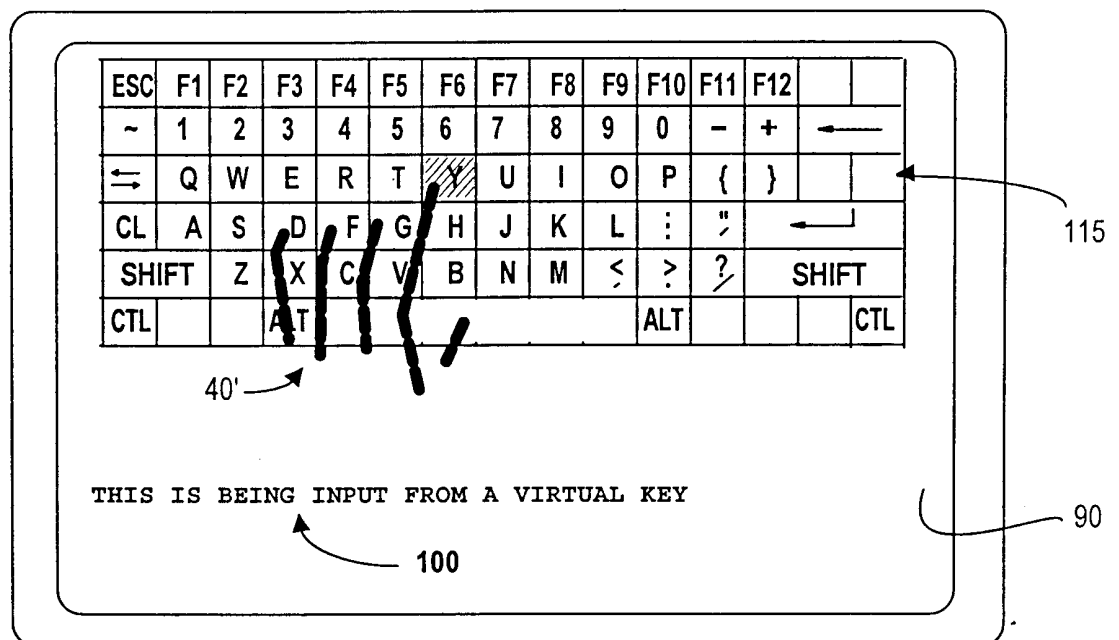 ESC F1 F2 F3 F4 F5 F6 F7 F8 F9 F10 F11 F12
~ 1 2 3 4 5 6 7 8 9 0 − + ←
⇆ Q W E R T Y U I O P { }
CL A S D F G H J K L : " ↵
SHIFT Z X C V B N M < > ? SHIFT
CTL ALT ALT CTL
115
40'
THIS IS BEING INPUT FROM A VIRTUAL KEY
90
100